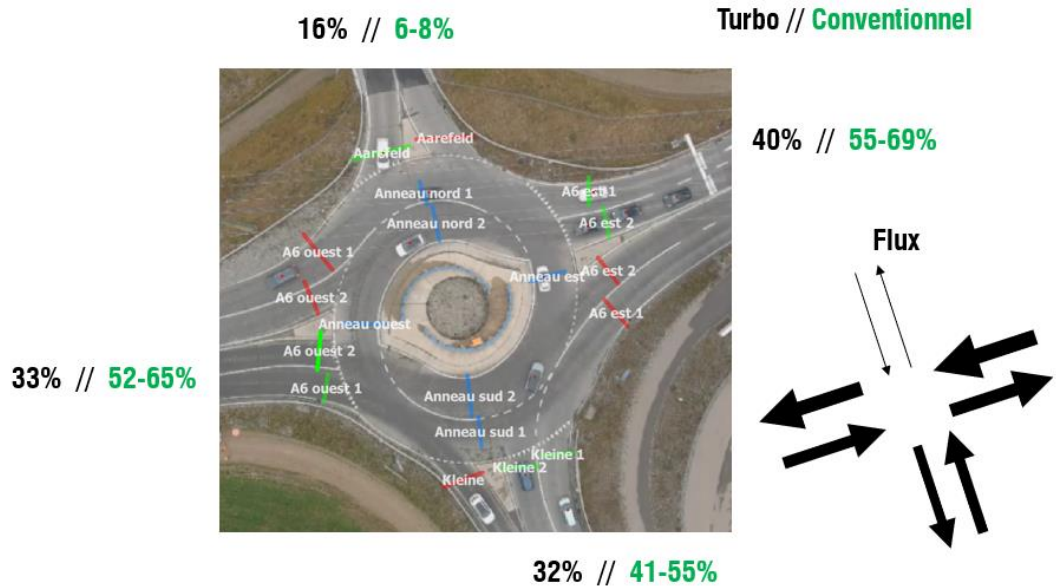 16% // 6-8%
Turbo // Conventionnel
40% // 55-69%
Aarefeld
Aarefeld
Anneau nord 1
Anneau nord 2
A6 est 1
A6 est 2
A6 ouest 1
A6 ouest 2
Anneau est
A6 est 2
A6 est 1
Flux
Anneau ouest
A6 ouest 2
A6 ouest 1
33% // 52-65%
Anneau sud 2
Anneau sud 1
Kleine 1
Kleine 2
Kleine
32% // 41-55%